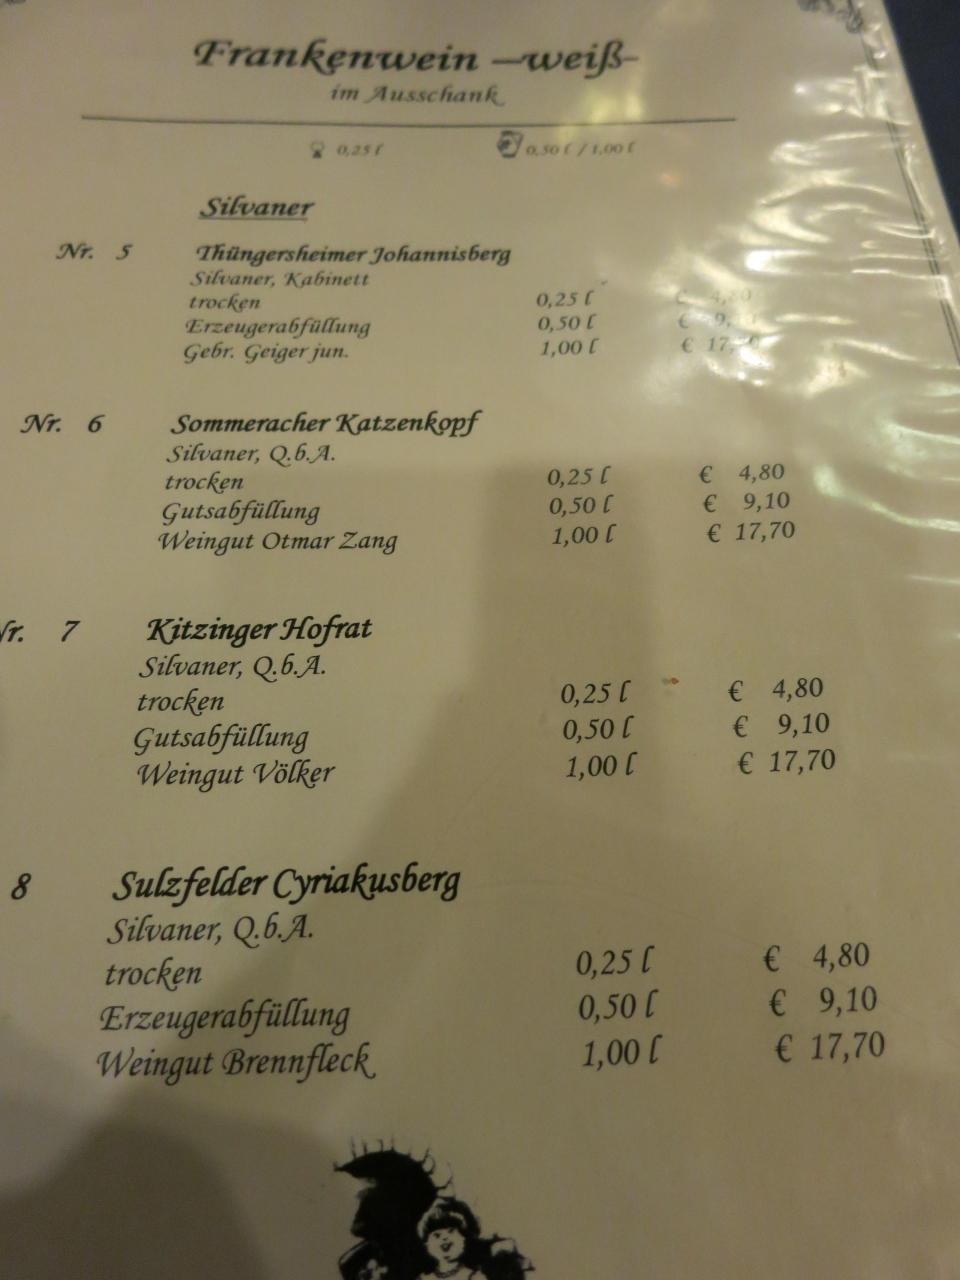 Frankenwein –weiß-
im Ausschank
0,25 l 0,50 l / 1,00 l
Silvaner
Nr. 5 Thüngersheimer Johannisberg
Silvaner, Kabinett
trocken 0,25 l € 4,80
Erzeugerabfüllung 0,50 l €
Gebr. Geiger jun. 1,00 l €
Nr. 6 Sommeracher Katzenkopf
Silvaner, Q.b.A.
trocken 0,25 l € 4,80
Gutsabfüllung 0,50 l € 9,10
Weingut Otmar Zang 1,00 l € 17,70
Nr. 7 Kitzinger Hofrat
Silvaner, Q.b.A.
trocken 0,25 l € 4,80
Gutsabfüllung 0,50 l € 9,10
Weingut Völker 1,00 l € 17,70
8 Sulzfelder Cyriakusberg
Silvaner, Q.b.A.
trocken 0,25 l € 4,80
Erzeugerabfüllung 0,50 l € 9,10
Weingut Brennfleck 1,00 l € 17,70